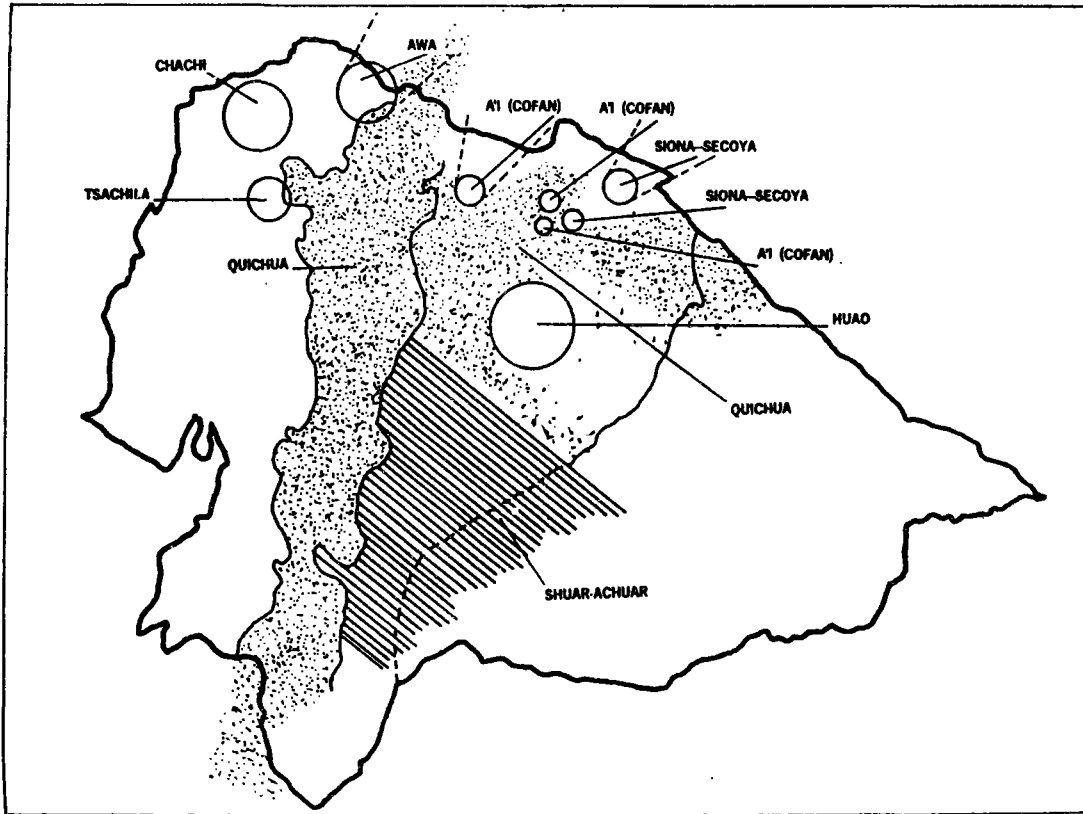 AWA
CHACHI
A'I (COFAN)
A'I (COFAN)
SIONA–SECOYA
TSACHILA
SIONA–SECOYA
QUICHUA
A'I (COFAN)
HUAO
QUICHUA
SHUAR-ACHUAR